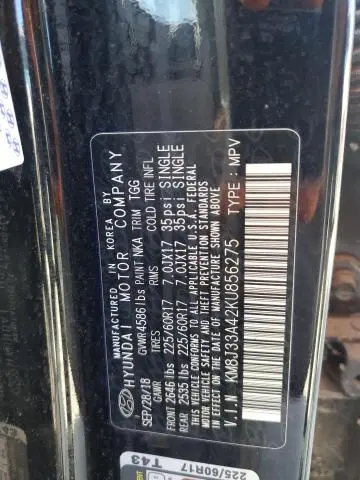 MANUFACTURED IN KOREA BY
HYUNDAI MOTOR COMPANY
SEP/28/18 GVWR 4586 lbs PAINT NKA TRIM TGG
GAWR TIRES RIMS COLD TIRE INFL
FRONT 2646 lbs 225/60R17 7.0JX17 35psi SINGLE
REAR 2535 lbs 225/60R17 7.0JX17 35psi SINGLE
THIS VEHICLE CONFORMS TO ALL APPLICABLE U.S.A. FEDERAL
MOTOR VEHICLE SAFETY AND THEFT PREVENTION STANDARDS
IN EFFECT ON THE DATE OF MANUFACTURE SHOWN ABOVE
V.I.N KM8J33A42KU856275 TYPE : MPV
T43
225/60R17